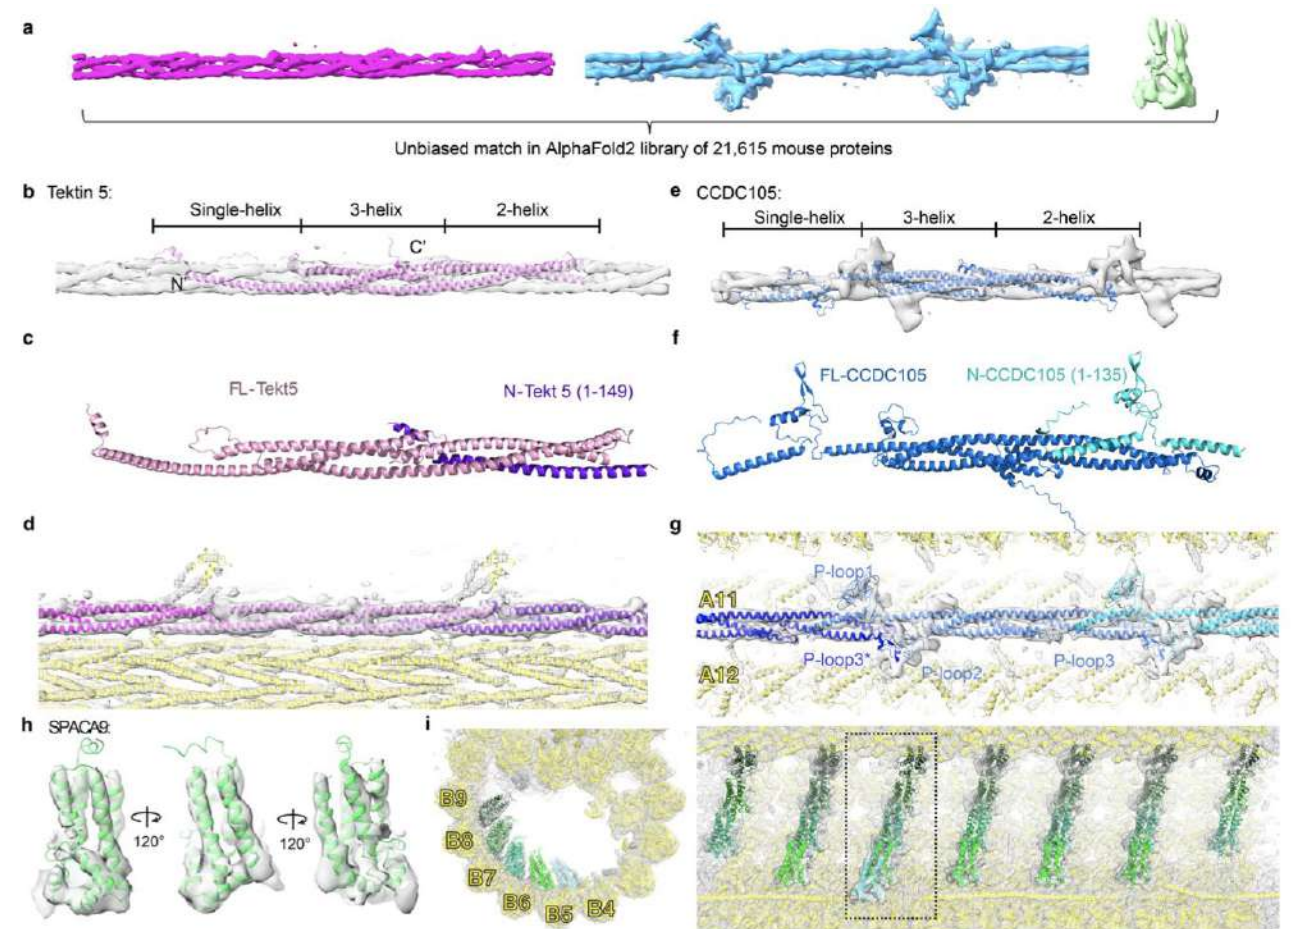 a
Unbiased match in AlphaFold2 library of 21,615 mouse proteins
b Tektin 5:
Single-helix 3-helix 2-helix
C'
N'
e CCDC105:
Single-helix 3-helix 2-helix
c
FL-Tekt5 N-Tekt 5 (1-149)
f
FL-CCDC105 N-CCDC105 (1-135)
d
g
P-loop1
A11
P-loop3* P-loop2 P-loop3
A12
h SPACA9:
120° 120°
i
B9
B8
B7
B6
B5
B4